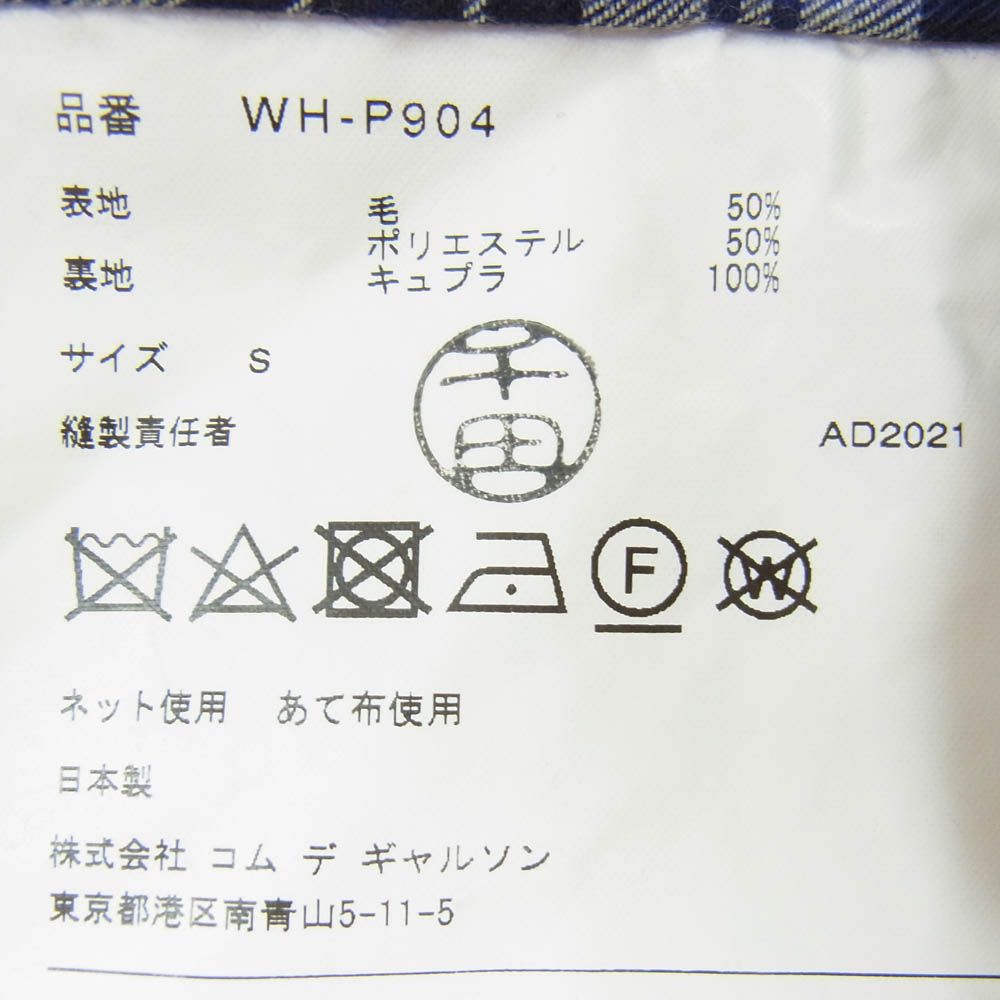 品番 WH-P904
表地 毛 50%
ポリエステル 50%
裏地 キュプラ 100%
サイズ S
縫製責任者 千田 AD2021
F W
ネット使用 あて布使用
日本製
株式会社 コム デ ギャルソン
東京都港区南青山5-11-5